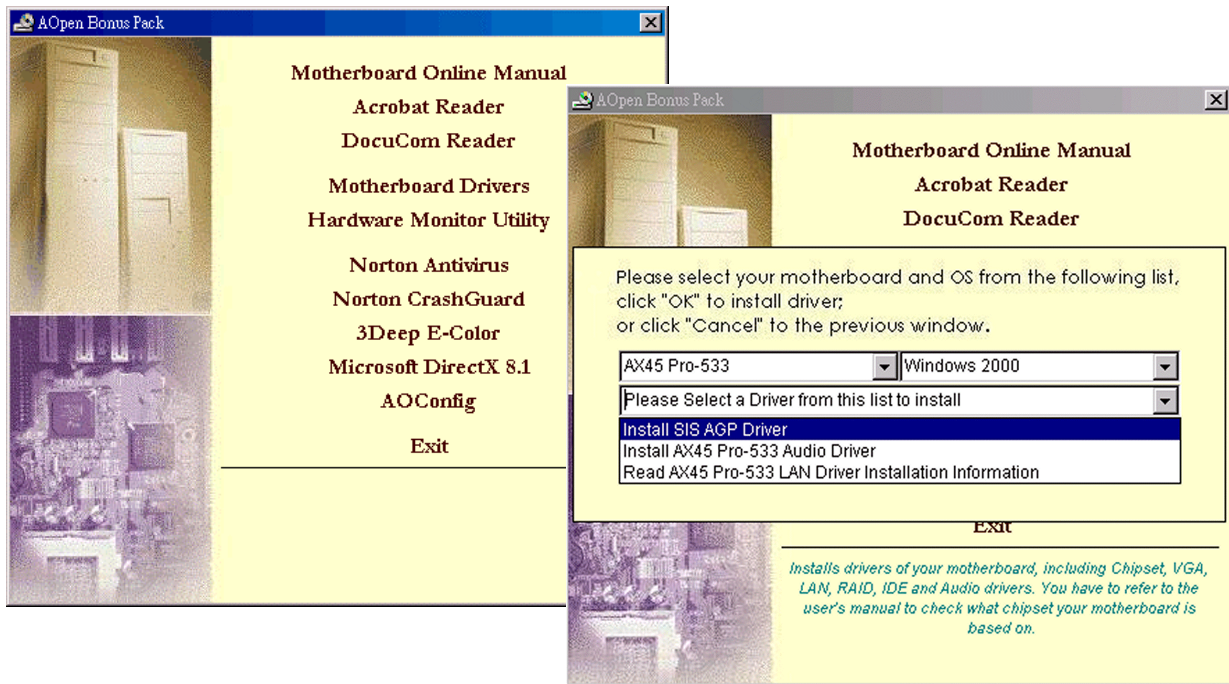 AOpen Bonus Pack
Motherboard Online Manual
Acrobat Reader
DocuCom Reader
Motherboard Drivers
Hardware Monitor Utility
Norton Antivirus
Norton CrashGuard
3Deep E-Color
Microsoft DirectX 8.1
AOConfig
Exit
AOpen Bonus Pack
Motherboard Online Manual
Acrobat Reader
DocuCom Reader
Please select your motherboard and OS from the following list,
click "OK" to install driver;
or click "Cancel" to the previous window.
AX45 Pro-533 Windows 2000
Please Select a Driver from this list to install
Install SIS AGP Driver
Install AX45 Pro-533 Audio Driver
Read AX45 Pro-533 LAN Driver Installation Information
Exit
Installs drivers of your motherboard, including Chipset, VGA,
LAN, RAID, IDE and Audio drivers. You have to refer to the
user's manual to check what chipset your motherboard is
based on.